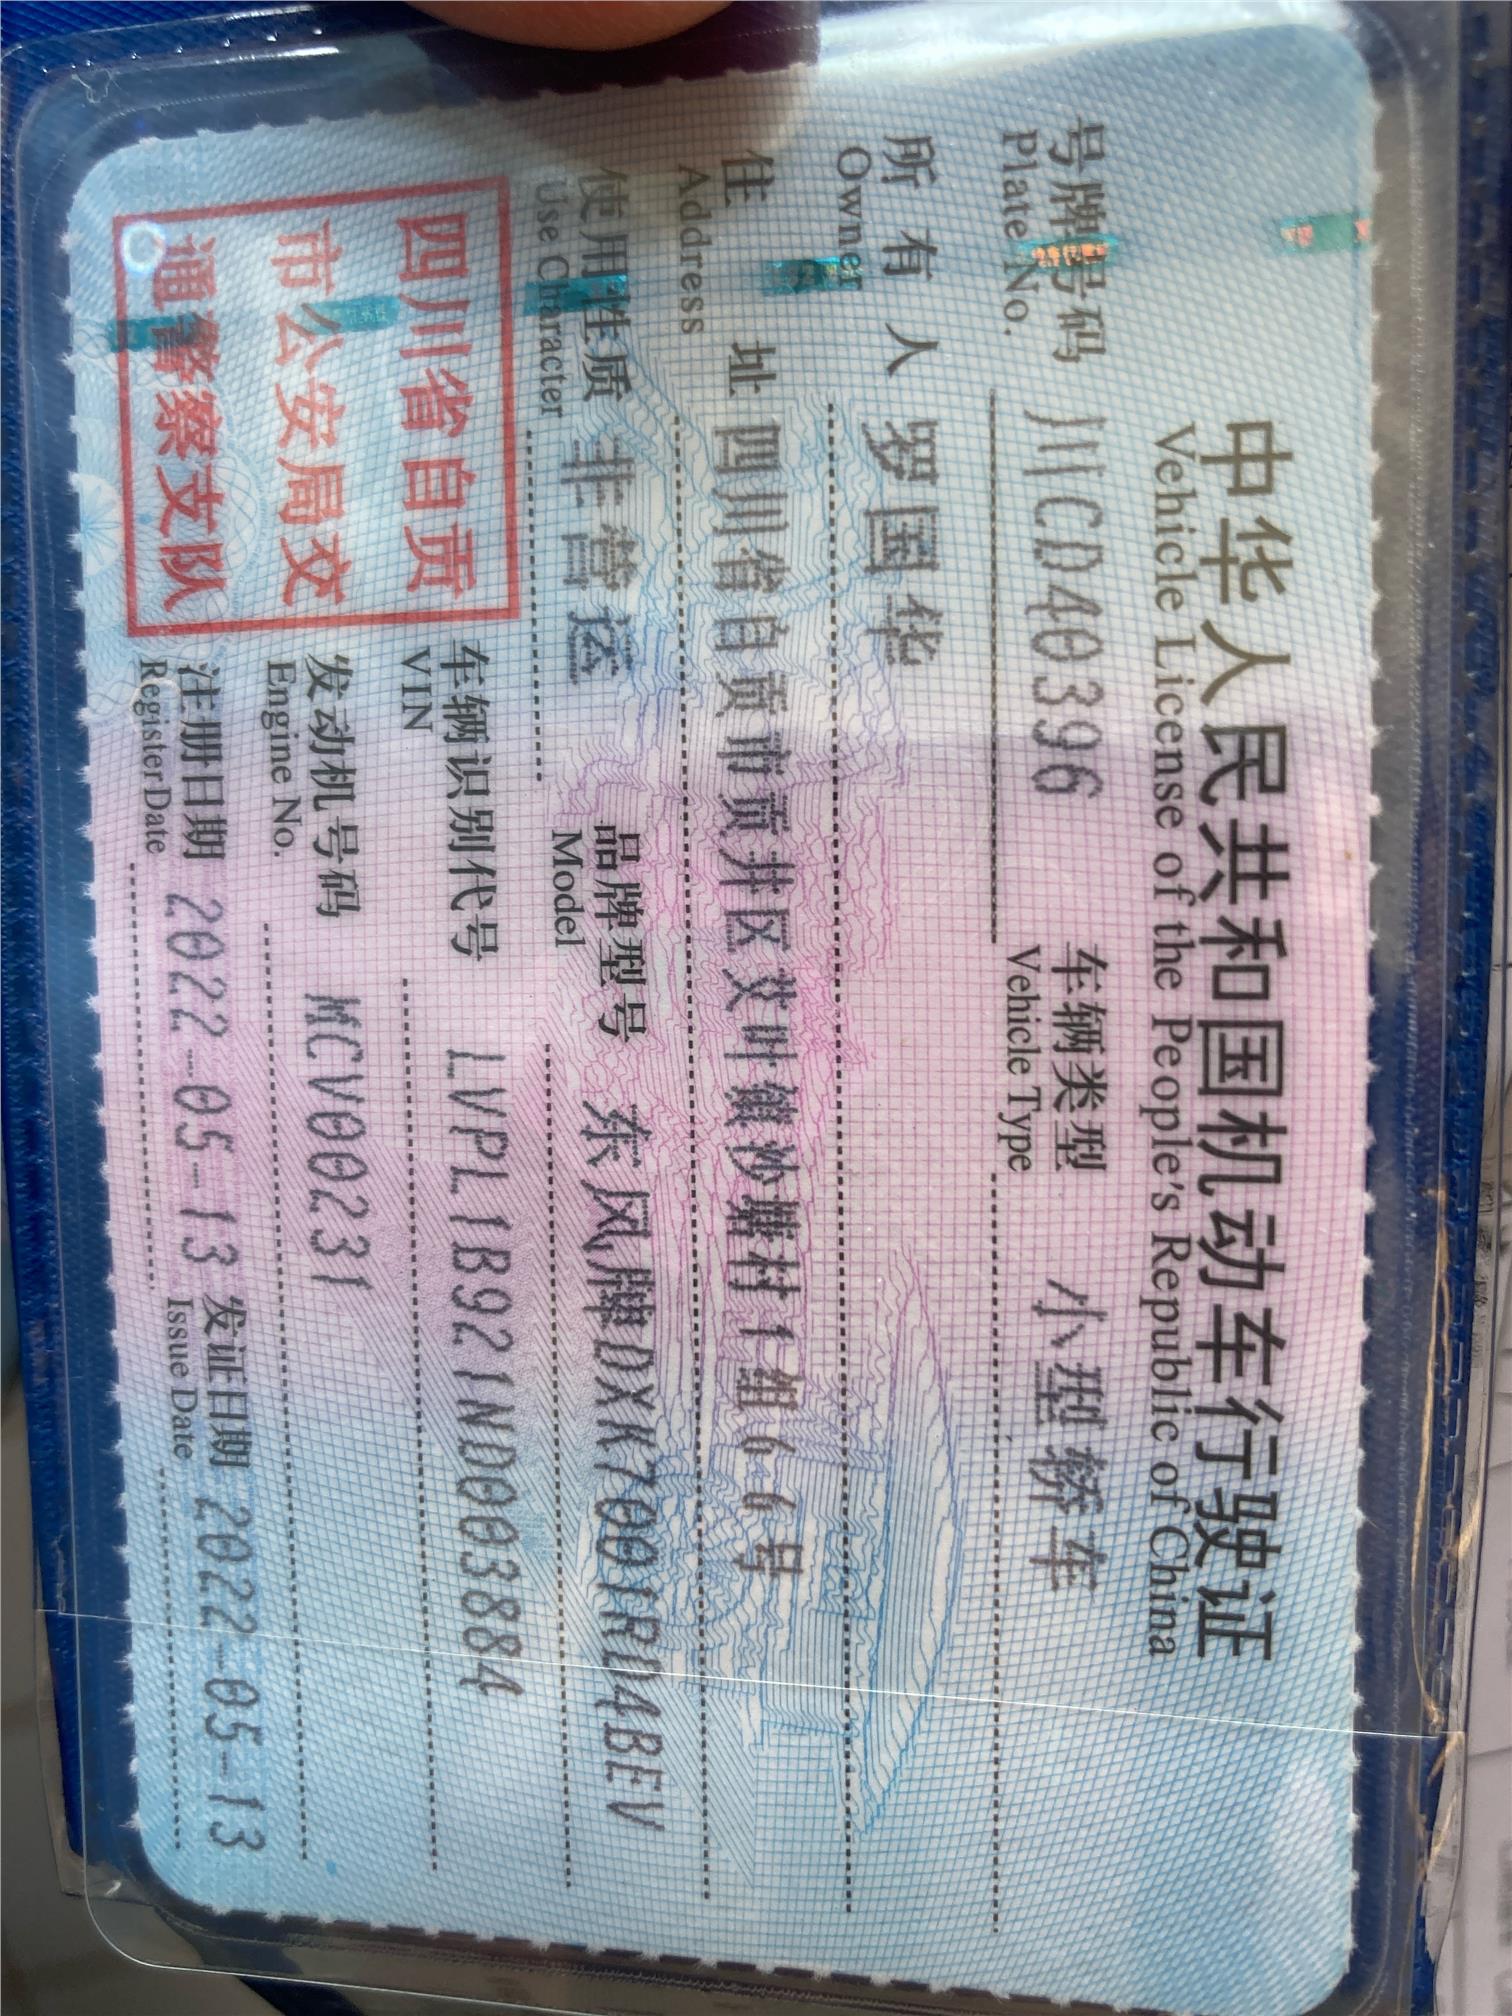 中华人民共和国机动车行驶证
Vehicle License of the People's Republic of China
号牌号码 川CD40396 车辆类型 小型轿车
Plate No. Vehicle Type
所有人 罗国华
Owner
住址 四川省自贡市贡井区艾叶镇沙塘村1组66号
Address
使用性质 非营运 品牌型号 东风牌DXK7001RU4BEV
Use Character Model
四川省自贡
市公安局交
通警察支队
车辆识别代号 LVPL1B921ND003884
VIN
发动机号码 MCV00231
Engine No.
注册日期 2022-05-13 发证日期 2022-05-13
Register Date Issue Date